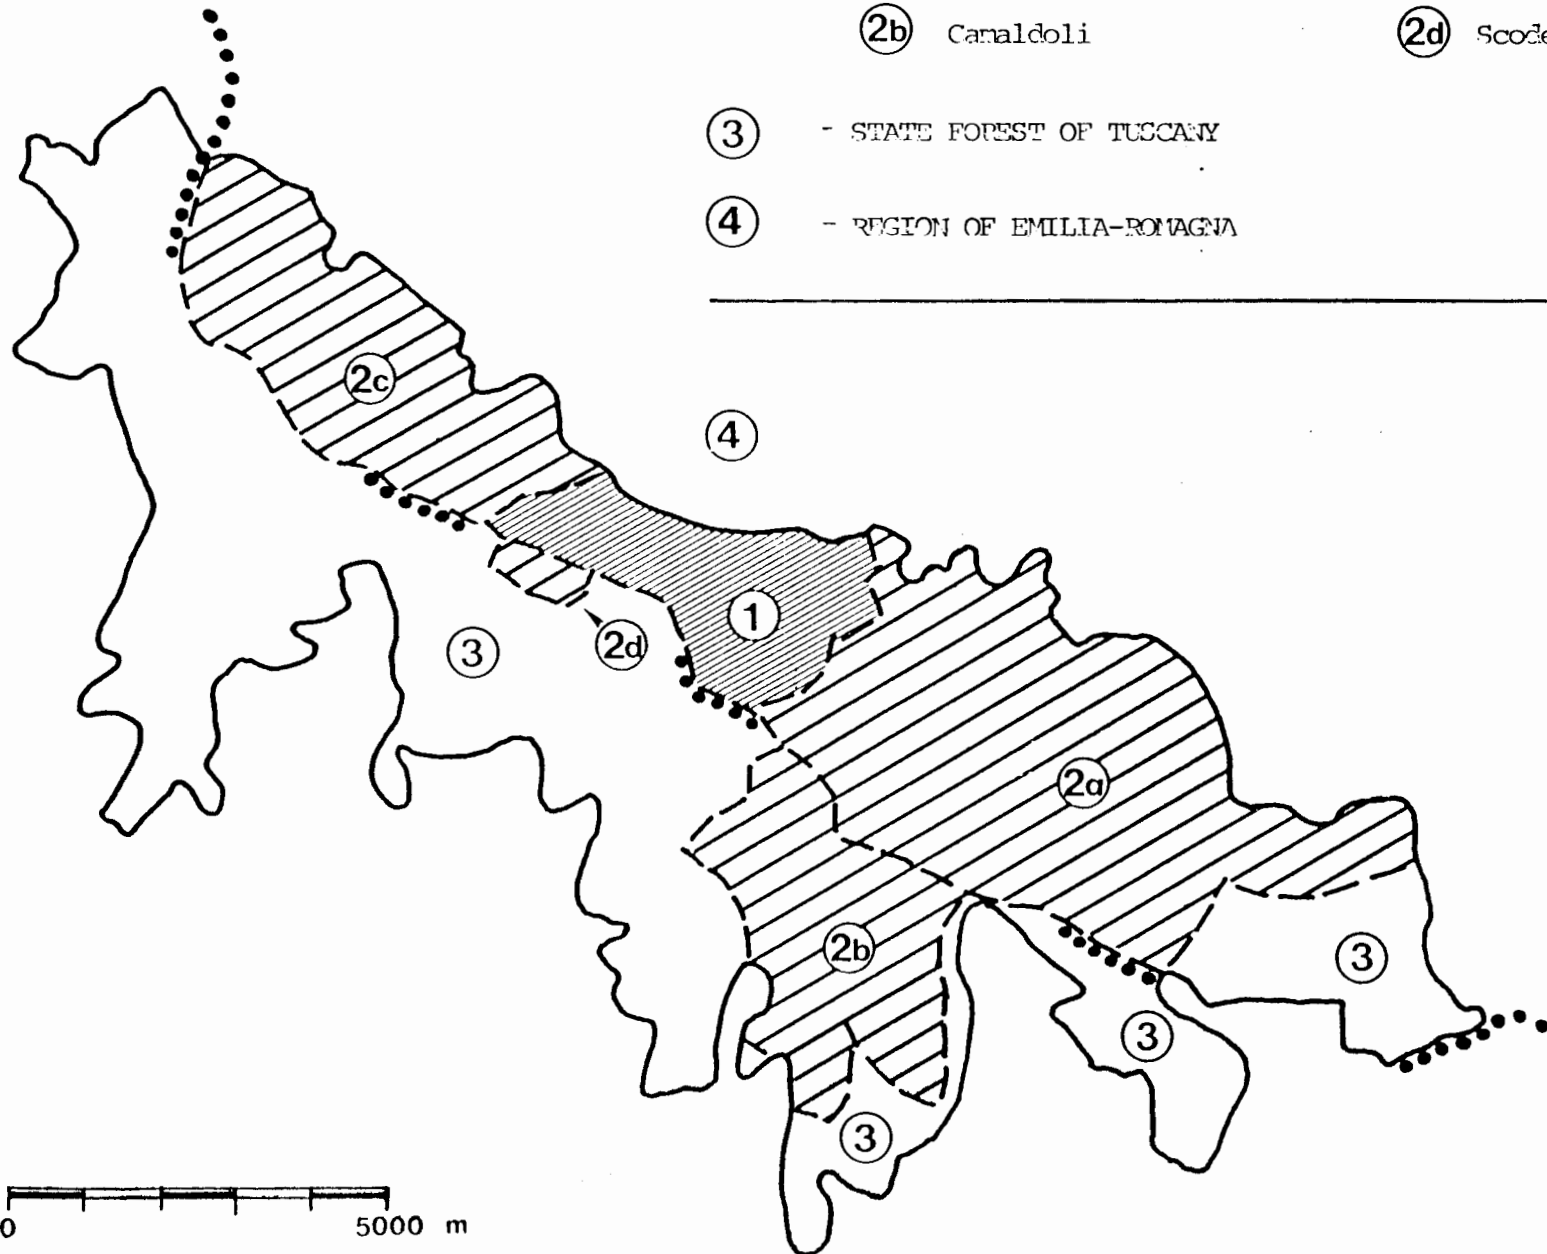 2b Camaldoli 2d Scode
3 - STATE FOREST OF TUSCANY
4 - REGION OF EMILIA-ROMAGNA
2c
4
1
3
2d
2a
2b
3
3
3
0 5000 m